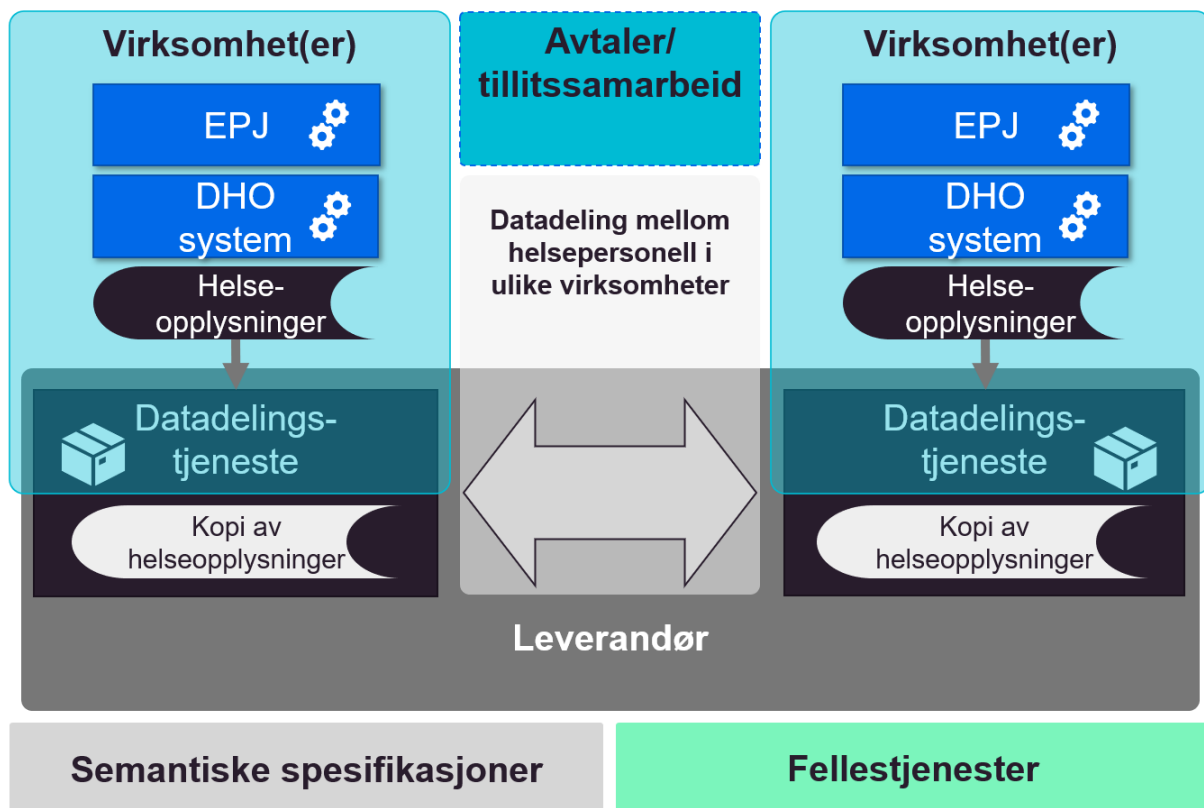 Virksomhet(er)
EPJ
DHO
system
Helse-
opplysninger
Datadelings-
tjeneste
Kopi av
helseopplysninger
Avtaler/
tillitssamarbeid
Datadeling mellom
helsepersonell i
ulike virksomheter
Virksomhet(er)
EPJ
DHO
system
Helse-
opplysninger
Datadelings-
tjeneste
Kopi av
helseopplysninger
Leverandør
Semantiske spesifikasjoner
Fellestjenester